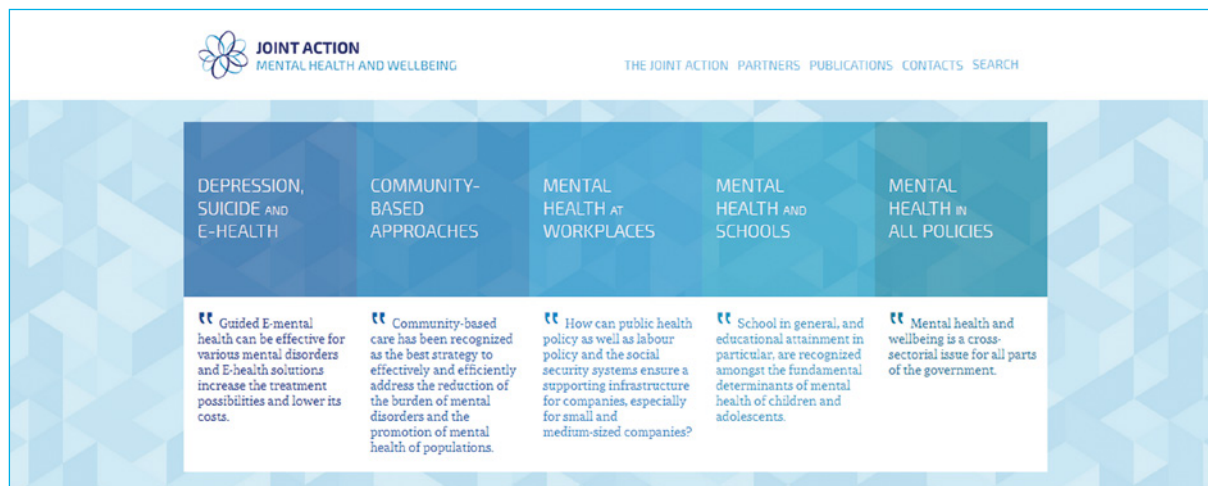 JOINT ACTION
MENTAL HEALTH AND WELLBEING
THE JOINT ACTION PARTNERS PUBLICATIONS CONTACTS SEARCH
DEPRESSION,
SUICIDE AND
E-HEALTH
COMMUNITY-
BASED
APPROACHES
MENTAL
HEALTH AT
WORKPLACES
MENTAL
HEALTH AND
SCHOOLS
MENTAL
HEALTH IN
ALL POLICIES
“ Guided E-mental
health can be effective for
various mental disorders
and E-health solutions
increase the treatment
possibilities and lower its
costs.
“ Community-based
care has been recognized
as the best strategy to
effectively and efficiently
address the reduction of
the burden of mental
disorders and the
promotion of mental
health of populations.
“ How can public health
policy as well as labour
policy and the social
security systems ensure a
supporting infrastructure
for companies, especially
for small and
medium-sized companies?
“ School in general, and
educational attainment in
particular, are recognized
amongst the fundamental
determinants of mental
health of children and
adolescents.
“ Mental health and
wellbeing is a cross-
sectorial issue for all parts
of the government.